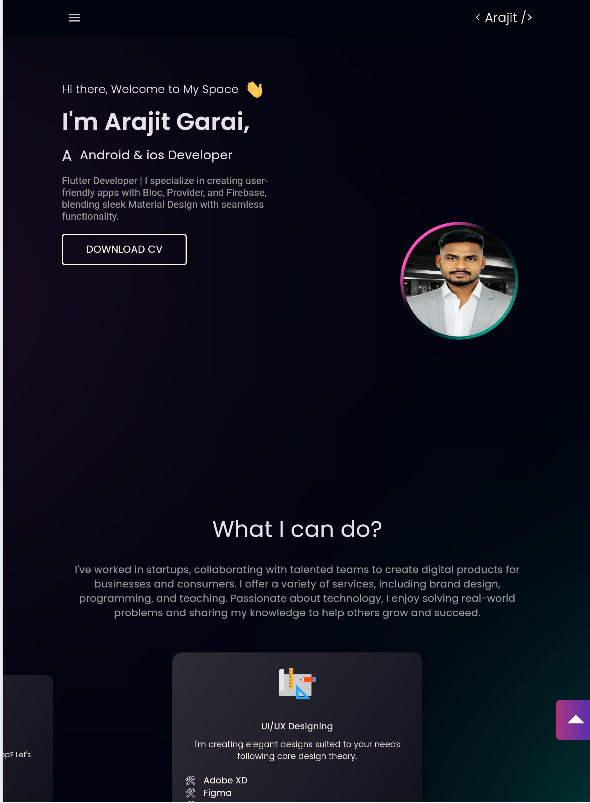 < Arajit />
Hi there, Welcome to My Space
I'm Arajit Garai,
A Android & ios Developer
Flutter Developer | I specialize in creating user-
friendly apps with Bloc, Provider, and Firebase,
blending sleek Material Design with seamless
functionality.
DOWNLOAD CV
What I can do?
I've worked in startups, collaborating with talented teams to create digital products for
businesses and consumers. I offer a variety of services, including brand design,
programming, and teaching. Passionate about technology, I enjoy solving real-world
problems and sharing my knowledge to help others grow and succeed.
UI/UX Designing
I'm creating elegant designs suited to your needs
following core design theory.
op? Let's
Adobe XD
Figma